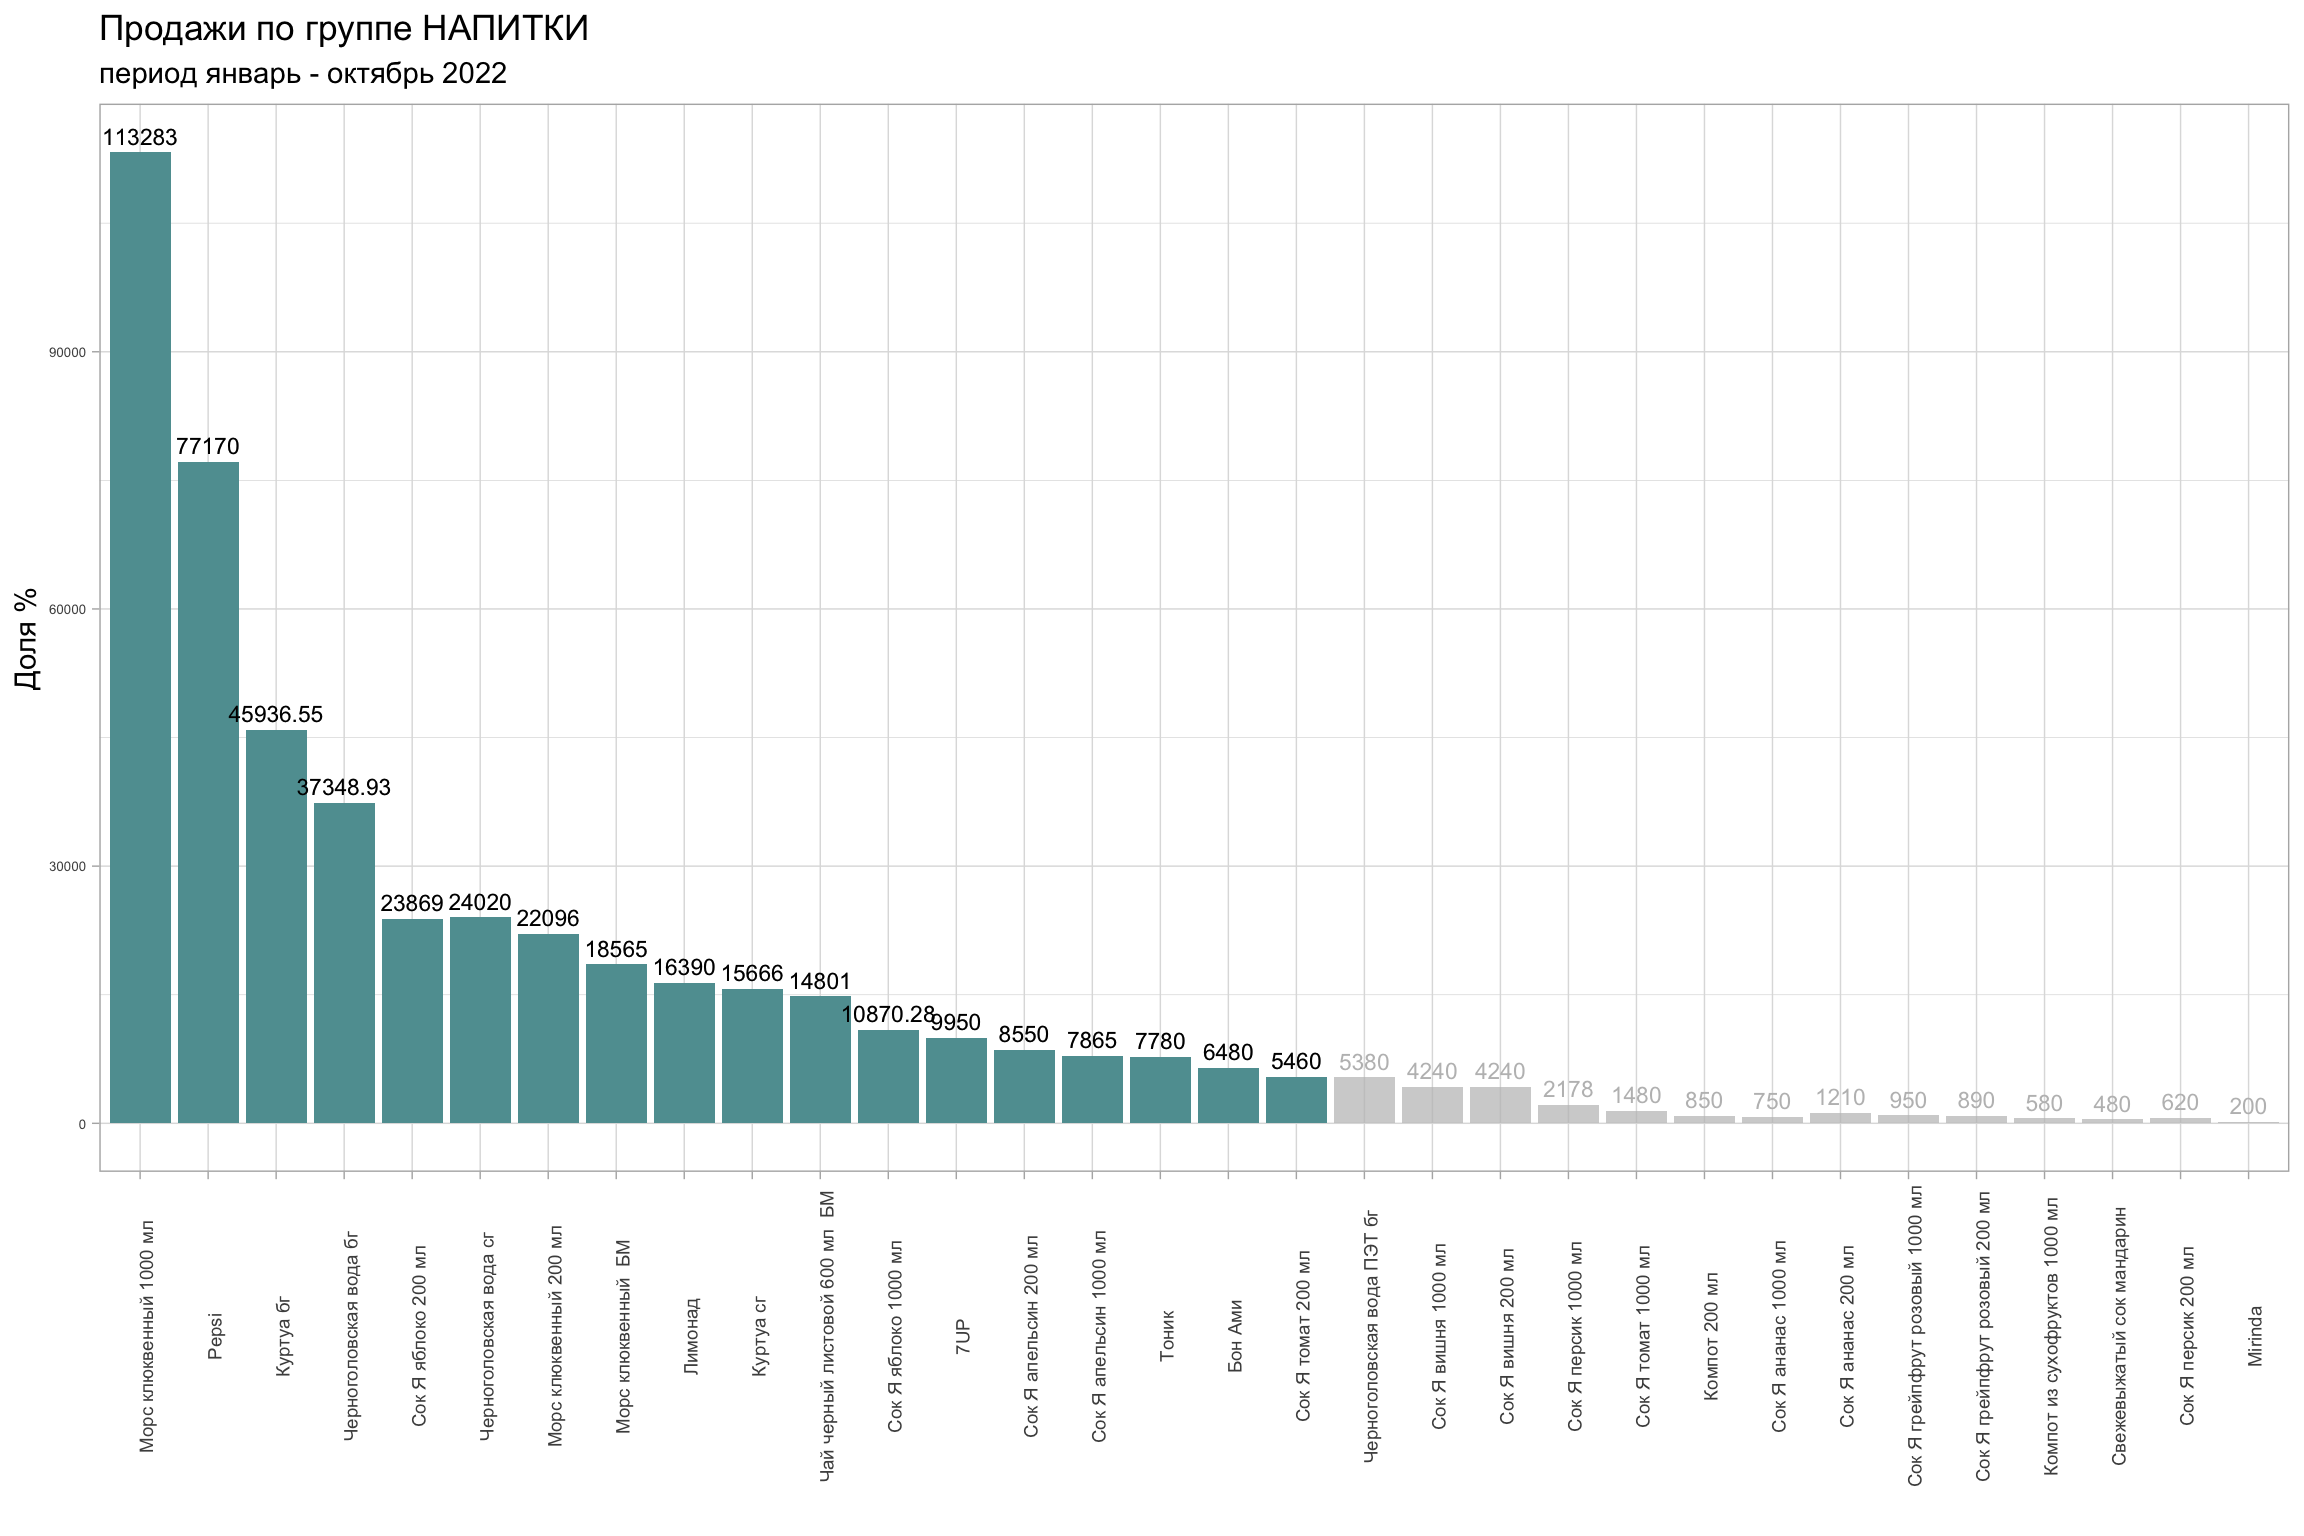 Продажи по группе НАПИТКИ
период январь - октябрь 2022
Доля %
90000
60000
30000
0
113283
77170
45936.55
37348.93
23869
24020
22096
18565
16390
15666
14801
10870.28
9950
8550
7865
7780
6480
5460
5380
4240
4240
2178
1480
850
750
1210
950
890
580
480
620
200
Морс клюквенный 1000 мл
Pepsi
Куртуа бг
Черноголовская вода бг
Сок Я яблоко 200 мл
Черноголовская вода сг
Морс клюквенный 200 мл
Морс клюквенный  БМ
Лимонад
Куртуа сг
Чай черный листовой 600 мл  БМ
Сок Я яблоко 1000 мл
7UP
Сок Я апельсин 200 мл
Сок Я апельсин 1000 мл
Тоник
Бон Ами
Сок Я томат 200 мл
Черноголовская вода ПЭТ бг
Сок Я вишня 1000 мл
Сок Я вишня 200 мл
Сок Я персик 1000 мл
Сок Я томат 1000 мл
Компот 200 мл
Сок Я ананас 1000 мл
Сок Я ананас 200 мл
Сок Я грейпфрут розовый 1000 мл
Сок Я грейпфрут розовый 200 мл
Компот из сухофруктов 1000 мл
Свежевыжатый сок мандарин
Сок Я персик 200 мл
Mirinda